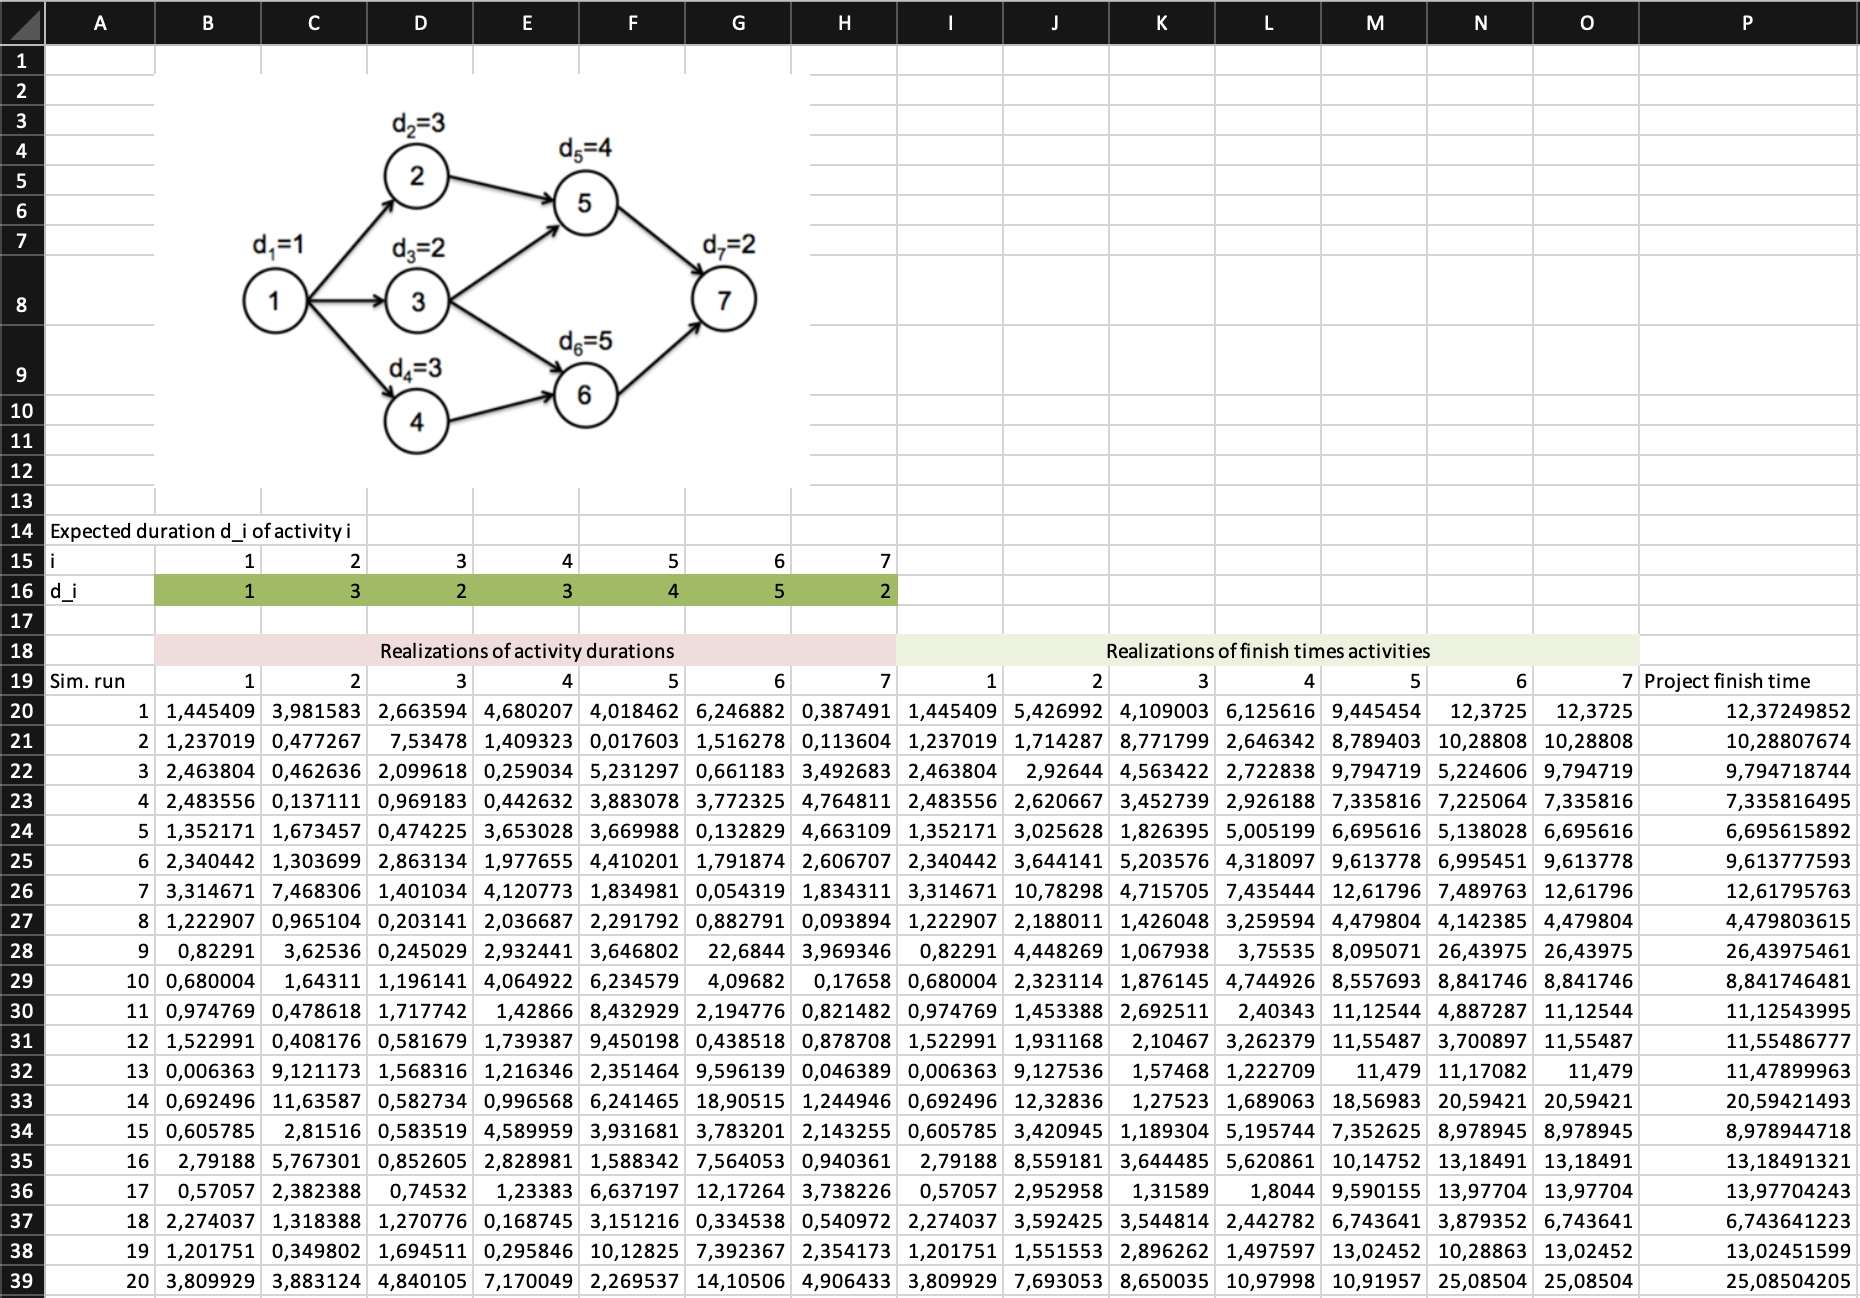 A B C D E F G H I J K L M N O P
1
2
3 d₂=3
4 d₅=4
5 2
6 5
7 d₁=1 d₃=2 d₇=2
8 1 3 7
9 d₆=5
d₄=3
10 6
11 4
12
13
14 Expected duration d_i of activity i
15 i 1 2 3 4 5 6 7
16 d_i 1 3 2 3 4 5 2
17
18 Realizations of activity durations Realizations of finish times activities
19 Sim. run 1 2 3 4 5 6 7 1 2 3 4 5 6 7 Project finish time
20 1 1,445409 3,981583 2,663594 4,680207 4,018462 6,246882 0,387491 1,445409 5,426992 4,109003 6,125616 9,445454 12,3725 12,3725 12,37249852
21 2 1,237019 0,477267 7,53478 1,409323 0,017603 1,516278 0,113604 1,237019 1,714287 8,771799 2,646342 8,789403 10,28808 10,28808 10,28807674
22 3 2,463804 0,462636 2,099618 0,259034 5,231297 0,661183 3,492683 2,463804 2,92644 4,563422 2,722838 9,794719 5,224606 9,794719 9,794718744
23 4 2,483556 0,137111 0,969183 0,442632 3,883078 3,772325 4,764811 2,483556 2,620667 3,452739 2,926188 7,335816 7,225064 7,335816 7,335816495
24 5 1,352171 1,673457 0,474225 3,653028 3,669988 0,132829 4,663109 1,352171 3,025628 1,826395 5,005199 6,695616 5,138028 6,695616 6,695615892
25 6 2,340442 1,303699 2,863134 1,977655 4,410201 1,791874 2,606707 2,340442 3,644141 5,203576 4,318097 9,613778 6,995451 9,613778 9,613777593
26 7 3,314671 7,468306 1,401034 4,120773 1,834981 0,054319 1,834311 3,314671 10,78298 4,715705 7,435444 12,61796 7,489763 12,61796 12,61795763
27 8 1,222907 0,965104 0,203141 2,036687 2,291792 0,882791 0,093894 1,222907 2,188011 1,426048 3,259594 4,479804 4,142385 4,479804 4,479803615
28 9 0,82291 3,62536 0,245029 2,932441 3,646802 22,6844 3,969346 0,82291 4,448269 1,067938 3,75535 8,095071 26,43975 26,43975 26,43975461
29 10 0,680004 1,64311 1,196141 4,064922 6,234579 4,09682 0,17658 0,680004 2,323114 1,876145 4,744926 8,557693 8,841746 8,841746 8,841746481
30 11 0,974769 0,478618 1,717742 1,42866 8,432929 2,194776 0,821482 0,974769 1,453388 2,692511 2,40343 11,12544 4,887287 11,12544 11,12543995
31 12 1,522991 0,408176 0,581679 1,739387 9,450198 0,438518 0,878708 1,522991 1,931168 2,10467 3,262379 11,55487 3,700897 11,55487 11,55486777
32 13 0,006363 9,121173 1,568316 1,216346 2,351464 9,596139 0,046389 0,006363 9,127536 1,57468 1,222709 11,479 11,17082 11,479 11,47899963
33 14 0,692496 11,63587 0,582734 0,996568 6,241465 18,90515 1,244946 0,692496 12,32836 1,27523 1,689063 18,56983 20,59421 20,59421 20,59421493
34 15 0,605785 2,81516 0,583519 4,589959 3,931681 3,783201 2,143255 0,605785 3,420945 1,189304 5,195744 7,352625 8,978945 8,978945 8,978944718
35 16 2,79188 5,767301 0,852605 2,828981 1,588342 7,564053 0,940361 2,79188 8,559181 3,644485 5,620861 10,14752 13,18491 13,18491 13,18491321
36 17 0,57057 2,382388 0,74532 1,23383 6,637197 12,17264 3,738226 0,57057 2,952958 1,31589 1,8044 9,590155 13,97704 13,97704 13,97704243
37 18 2,274037 1,318388 1,270776 0,168745 3,151216 0,334538 0,540972 2,274037 3,592425 3,544814 2,442782 6,743641 3,879352 6,743641 6,743641223
38 19 1,201751 0,349802 1,694511 0,295846 10,12825 7,392367 2,354173 1,201751 1,551553 2,896262 1,497597 13,02452 10,28863 13,02452 13,02451599
39 20 3,809929 3,883124 4,840105 7,170049 2,269537 14,10506 4,906433 3,809929 7,693053 8,650035 10,97998 10,91957 25,08504 25,08504 25,08504205